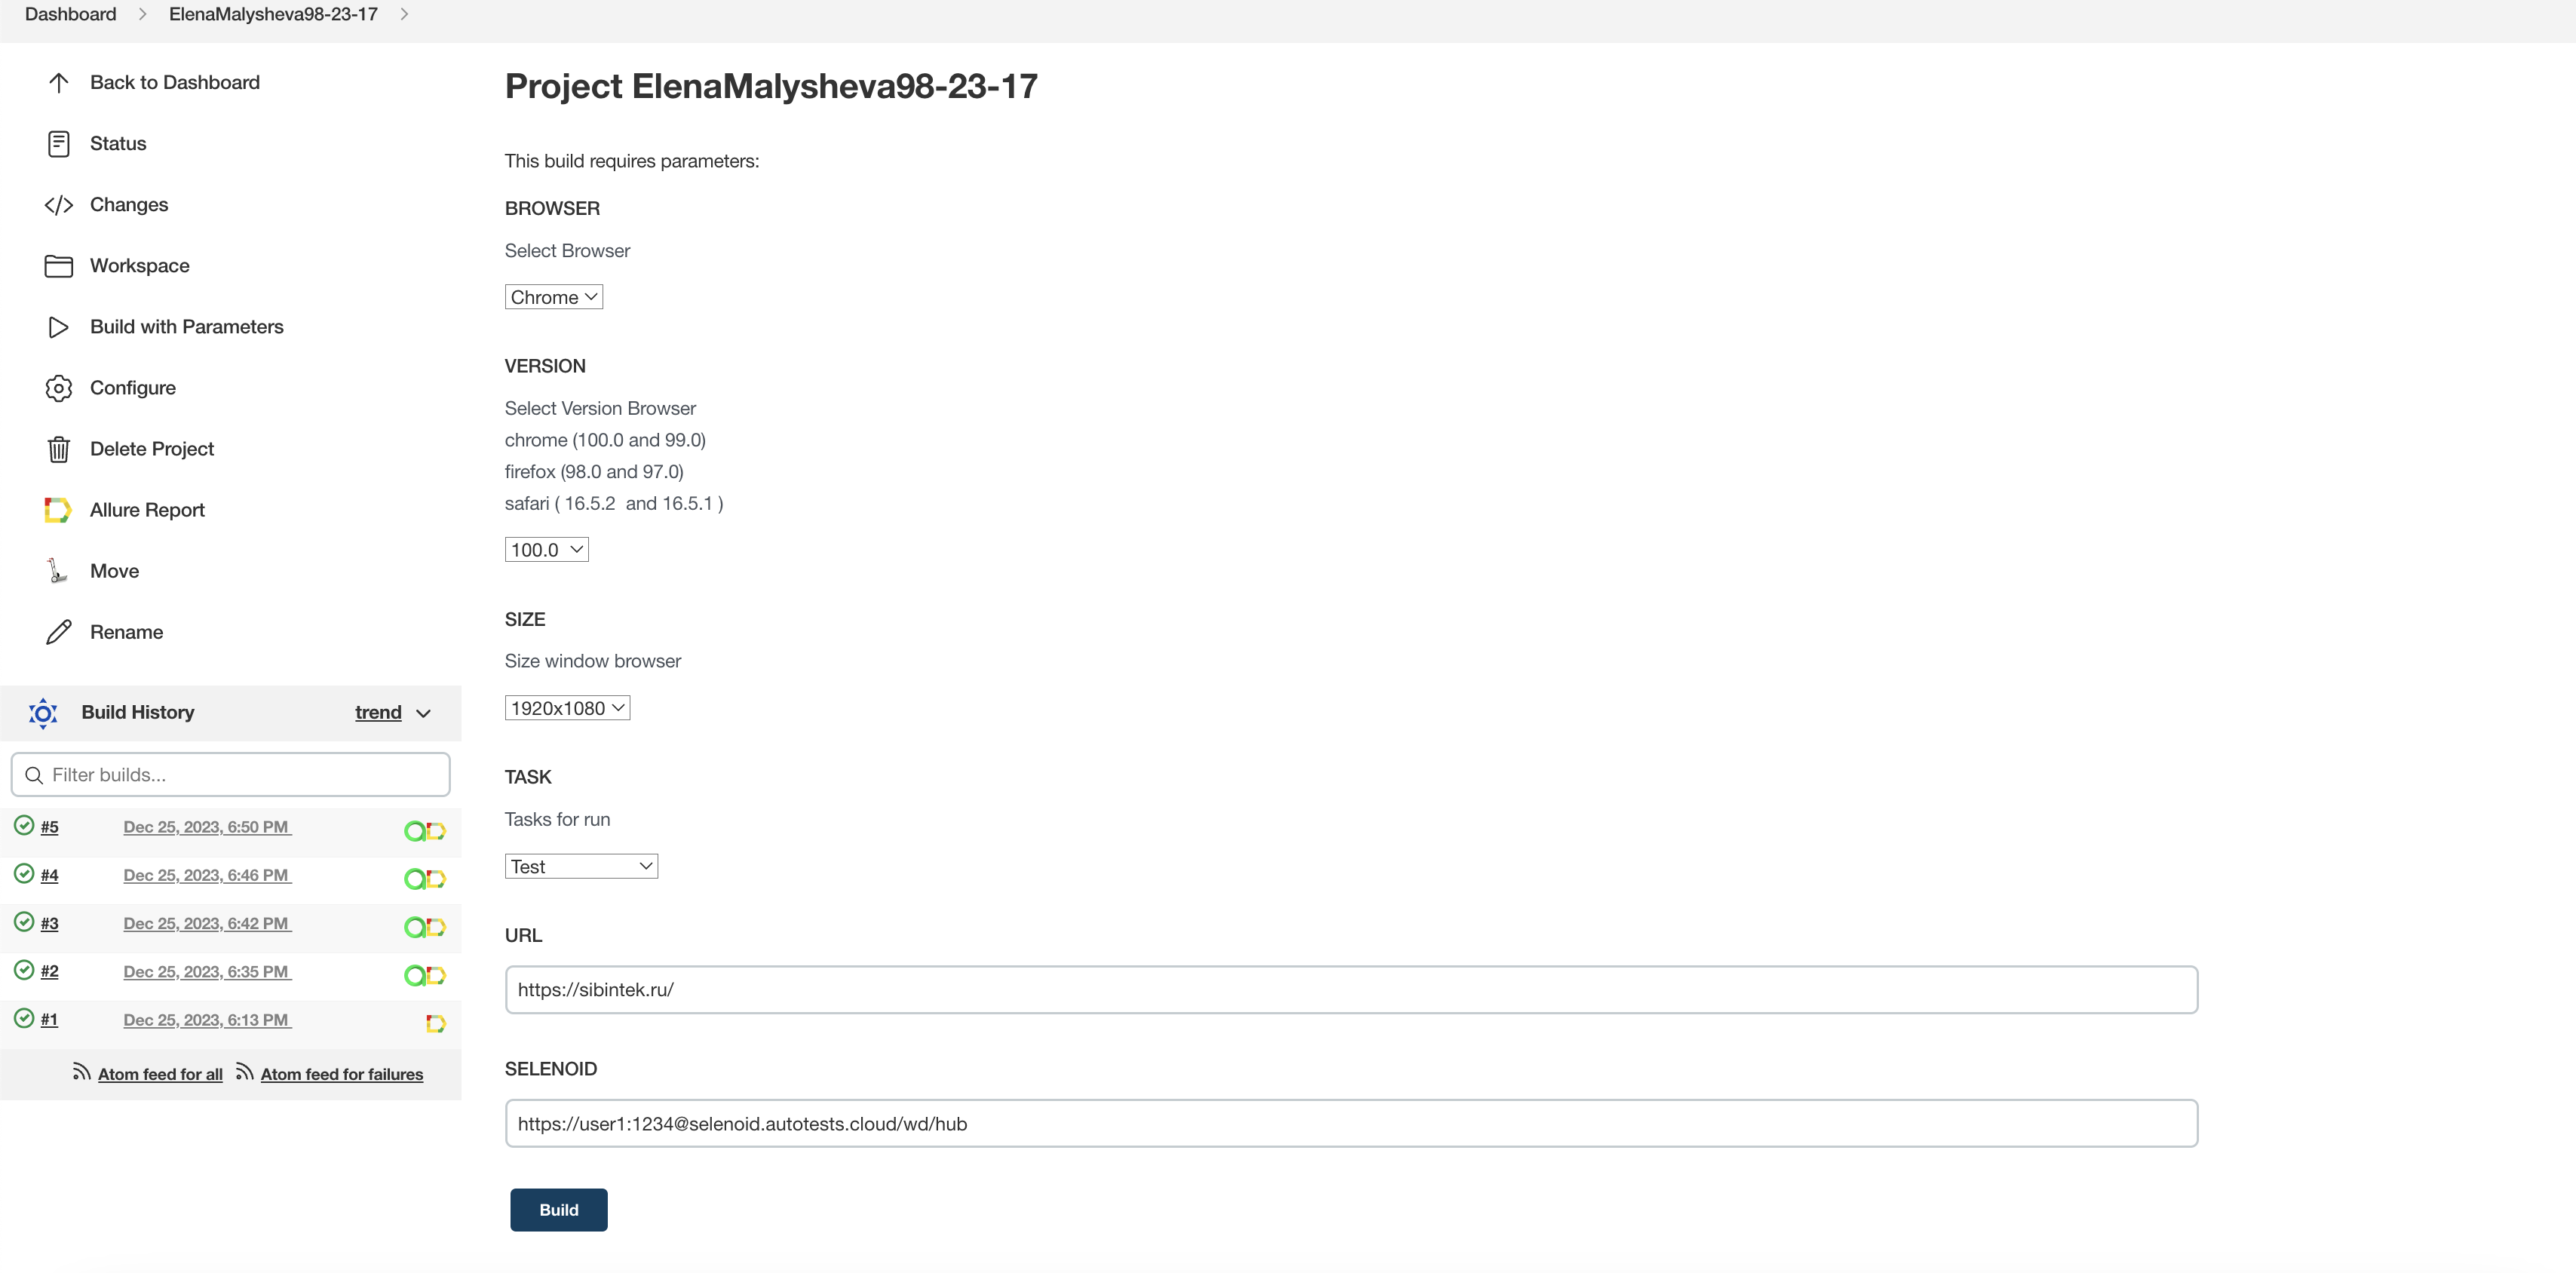 Dashboard > ElenaMalysheva98-23-17 >
Back to Dashboard
Status
Changes
Workspace
Build with Parameters
Configure
Delete Project
Allure Report
Move
Rename
Build History trend
Filter builds...
#5 Dec 25, 2023, 6:50 PM
#4 Dec 25, 2023, 6:46 PM
#3 Dec 25, 2023, 6:42 PM
#2 Dec 25, 2023, 6:35 PM
#1 Dec 25, 2023, 6:13 PM
Atom feed for all Atom feed for failures
Project ElenaMalysheva98-23-17
This build requires parameters:
BROWSER
Select Browser
Chrome
VERSION
Select Version Browser
chrome (100.0 and 99.0)
firefox (98.0 and 97.0)
safari ( 16.5.2  and 16.5.1 )
100.0
SIZE
Size window browser
1920x1080
TASK
Tasks for run
Test
URL
https://sibintek.ru/
SELENOID
https://user1:1234@selenoid.autotests.cloud/wd/hub
Build